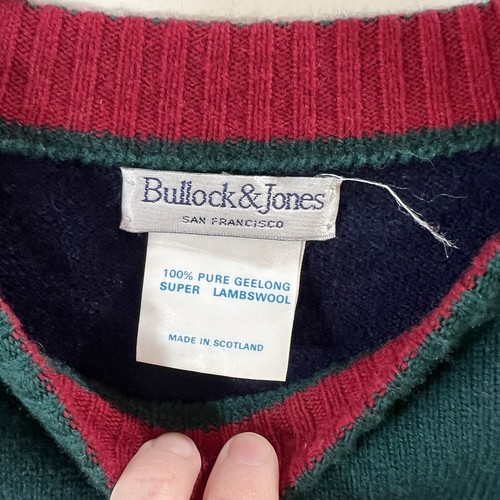 Bullock & Jones
SAN FRANCISCO
100% PURE GEELONG
SUPER LAMBSWOOL
MADE IN SCOTLAND